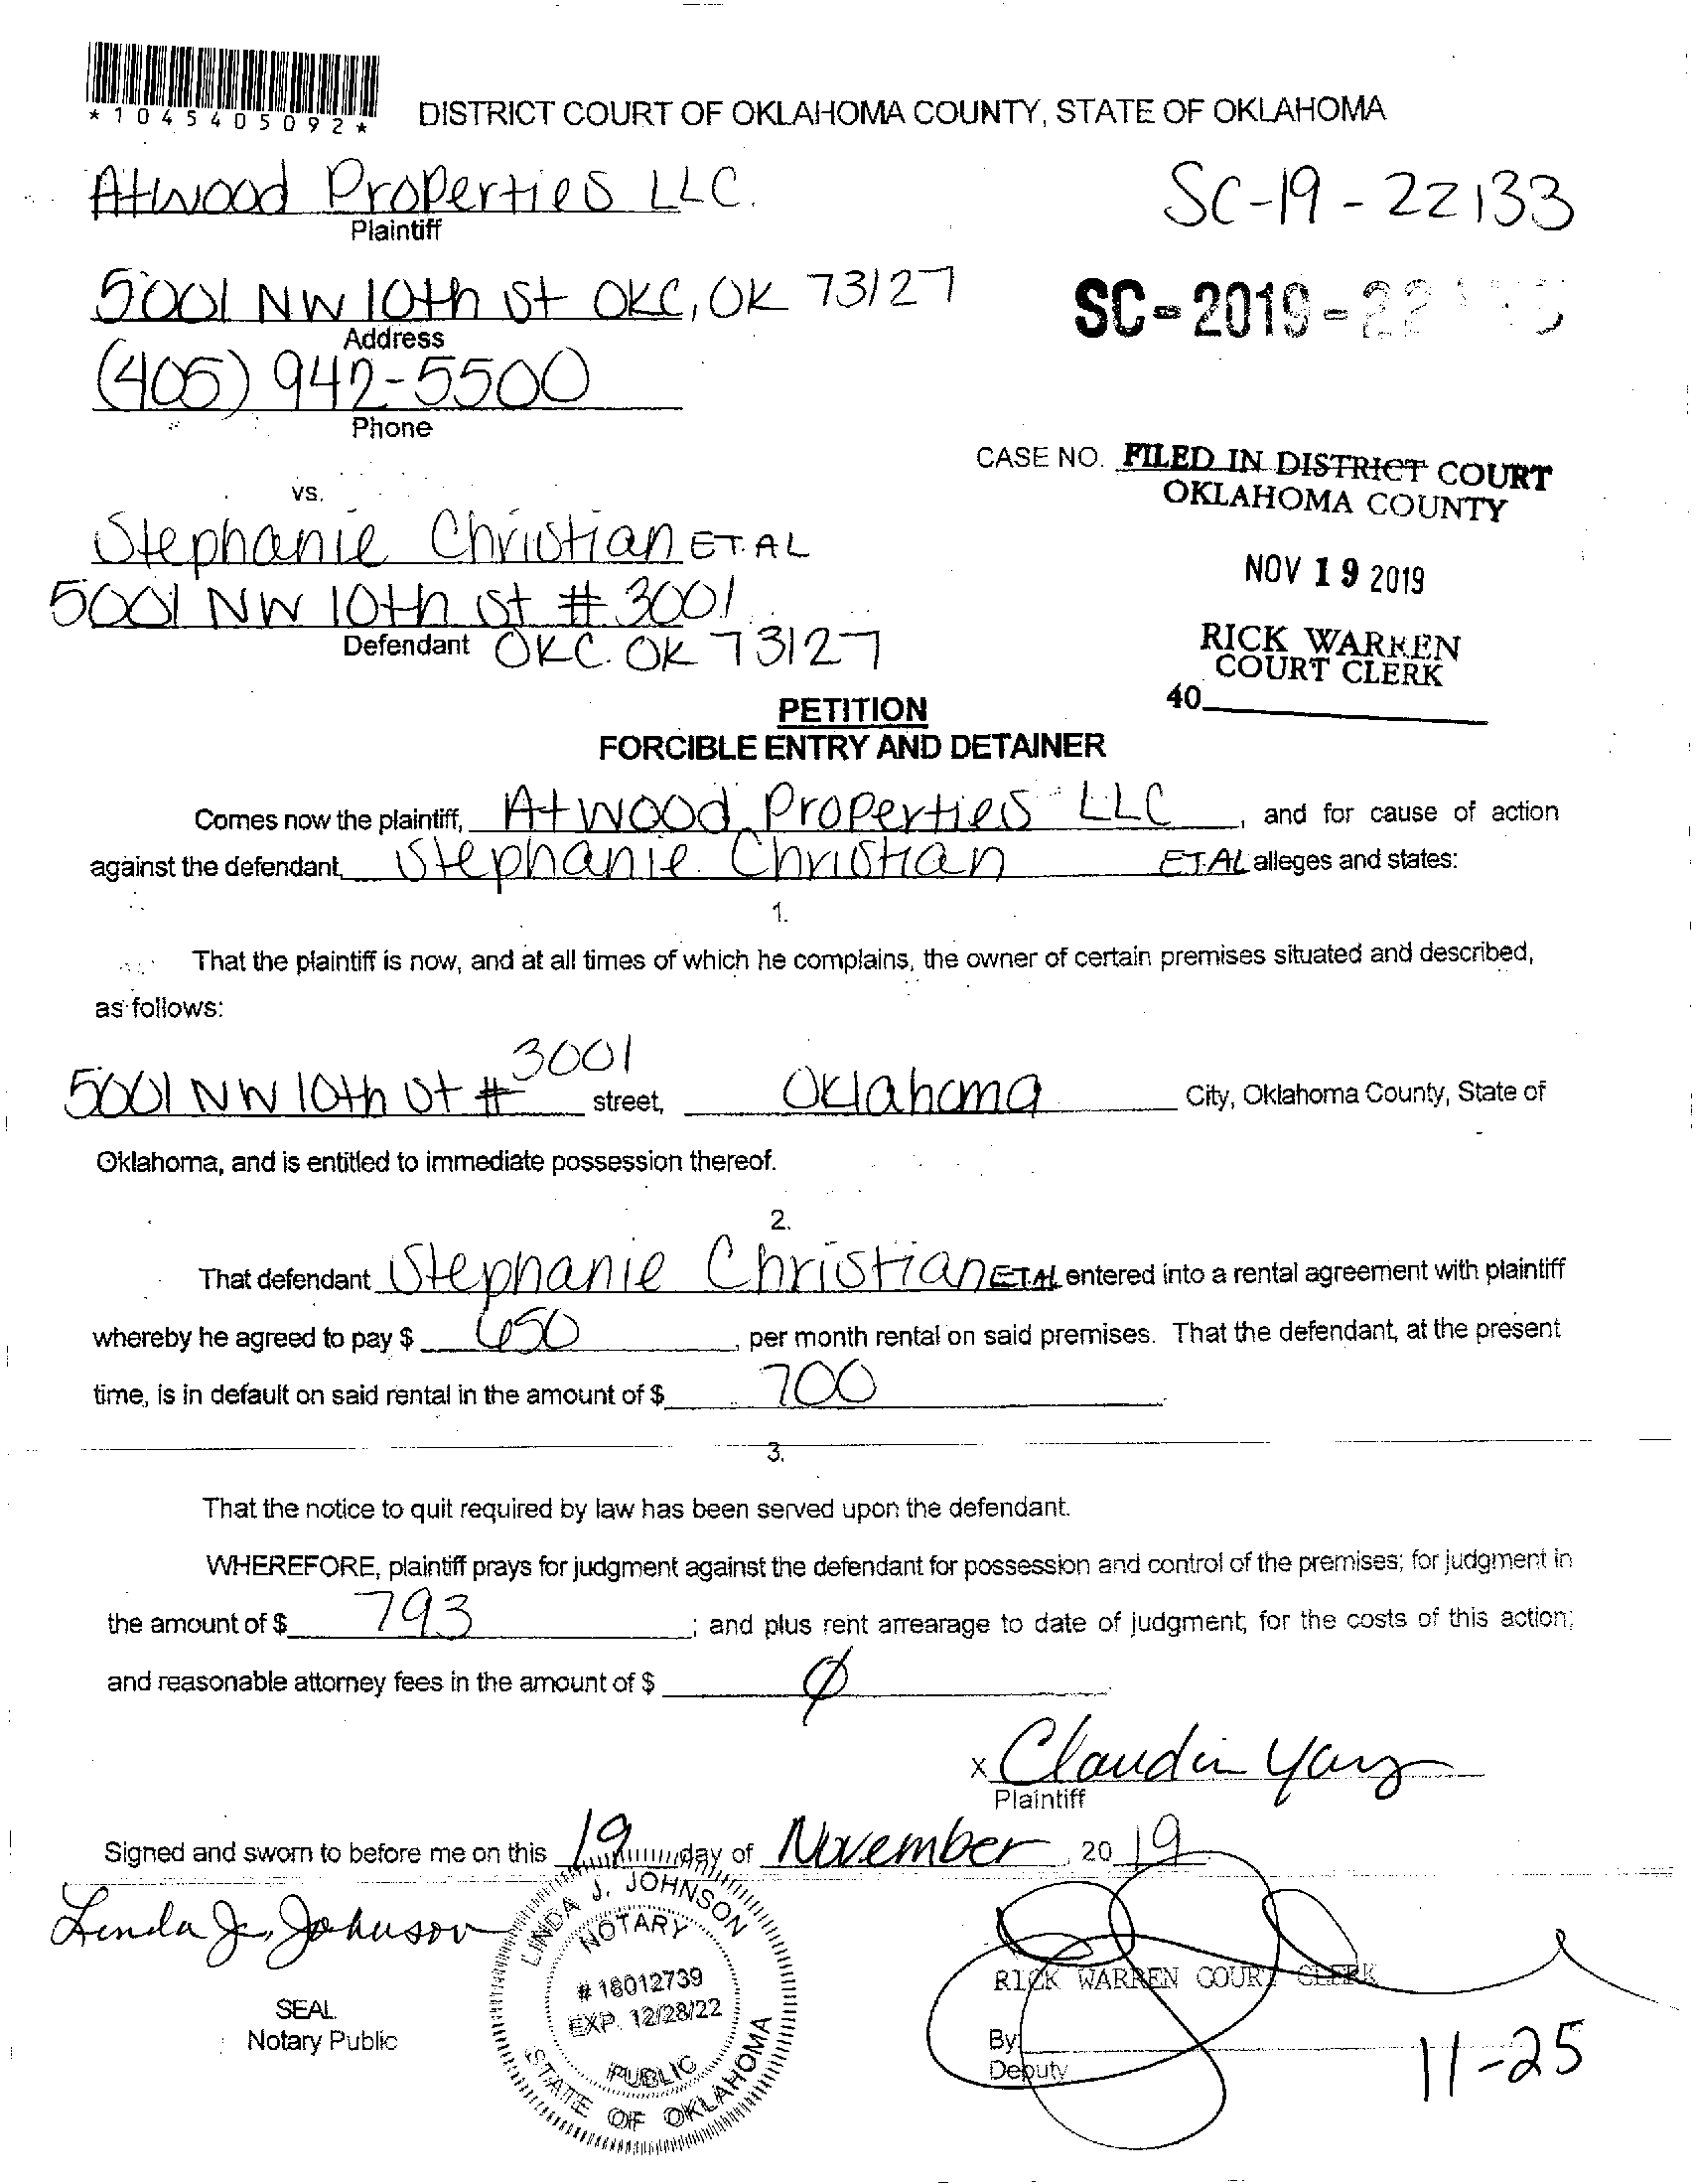 *1045405092*
DISTRICT COURT OF OKLAHOMA COUNTY, STATE OF OKLAHOMA
Atwood Properties LLC.
Plaintiff
SC-19-22133
5001 NW 10th St OKC, OK 73127
Address
SC-2019-22
(405) 942-5500
Phone
CASE NO. FILED IN DISTRICT COURT
OKLAHOMA COUNTY
vs.
Stephanie Christian ET.AL
NOV 19 2019
5001 NW 10th St # 3001
Defendant OKC. OK 73127
RICK WARREN
COURT CLERK
40
PETITION
FORCIBLE ENTRY AND DETAINER
Comes now the plaintiff, Atwood Properties LLC, and for cause of action
against the defendant, Stephanie Christian ET.AL alleges and states:
1.
That the plaintiff is now, and at all times of which he complains, the owner of certain premises situated and described,
as follows:
5001 NW 10th St # 3001 street, Oklahoma City, Oklahoma County, State of
Oklahoma, and is entitled to immediate possession thereof.
2.
That defendant Stephanie Christian ET.AL entered into a rental agreement with plaintiff
whereby he agreed to pay $ 650, per month rental on said premises. That the defendant, at the present
time, is in default on said rental in the amount of $ 700
3.
That the notice to quit required by law has been served upon the defendant.
WHEREFORE, plaintiff prays for judgment against the defendant for possession and control of the premises; for judgment in
the amount of $ 793; and plus rent arrearage to date of judgment; for the costs of this action;
and reasonable attorney fees in the amount of $ 0
x Claudia
Plaintiff
Signed and sworn to before me on this 19 day of November, 2019
Linda J. Johnson
LINDA J. JOHNSON
NOTARY
# 18012739
EXP. 12/28/22
PUBLIC
STATE OF OKLAHOMA
SEAL
Notary Public
RICK WARREN COURT CLERK
By
Deputy
11-25